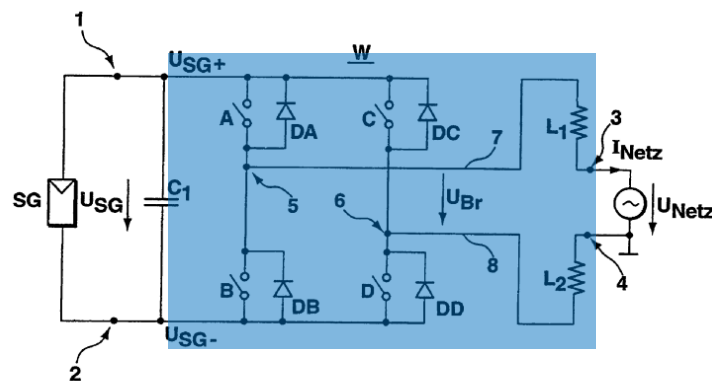 1
W
USG+
A
DA
C
DC
L1
3
INetz
7
SG
USG
C1
5
6
UBr
UNetz
8
4
B
DB
D
DD
L2
USG-
2